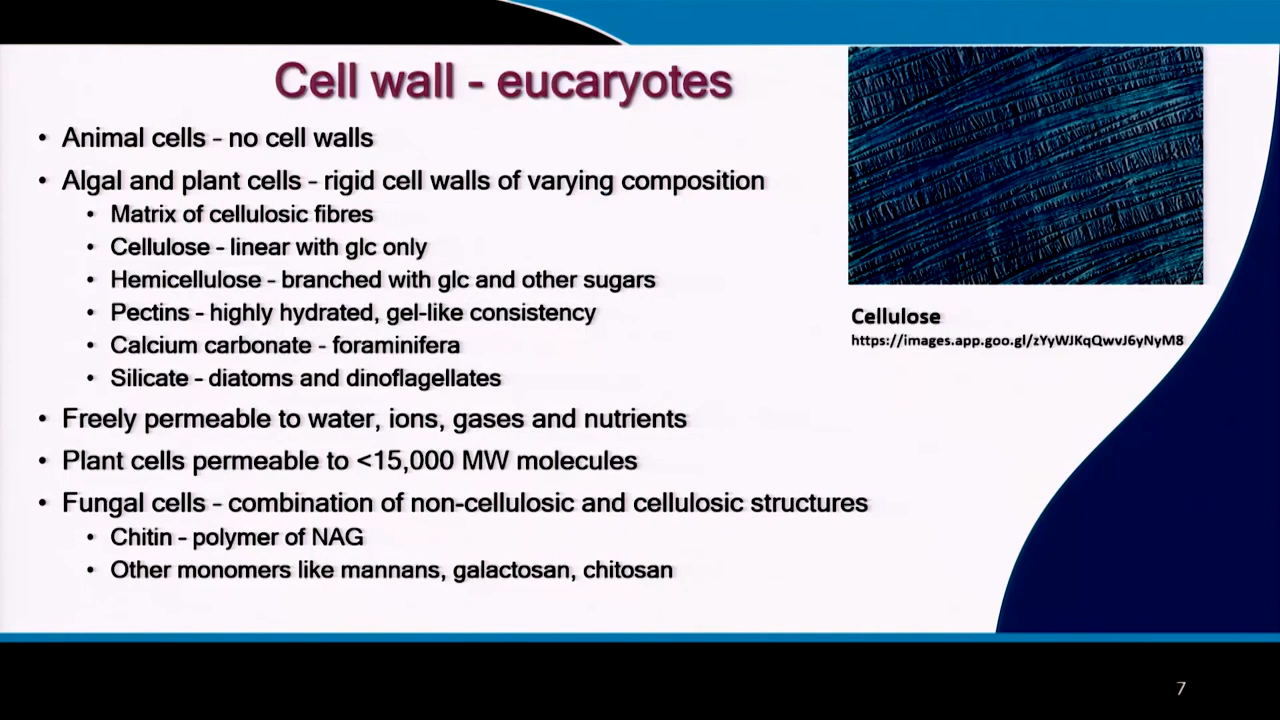 Cell wall - eucaryotes
• Animal cells - no cell walls
• Algal and plant cells - rigid cell walls of varying composition
• Matrix of cellulosic fibres
• Cellulose - linear with glc only
• Hemicellulose - branched with glc and other sugars
• Pectins - highly hydrated, gel-like consistency
• Calcium carbonate - foraminifera
• Silicate - diatoms and dinoflagellates
• Freely permeable to water, ions, gases and nutrients
• Plant cells permeable to <15,000 MW molecules
• Fungal cells - combination of non-cellulosic and cellulosic structures
• Chitin - polymer of NAG
• Other monomers like mannans, galactosan, chitosan
Cellulose
https://images.app.goo.gl/zYyWJKqQwvJ6yNyM8
7